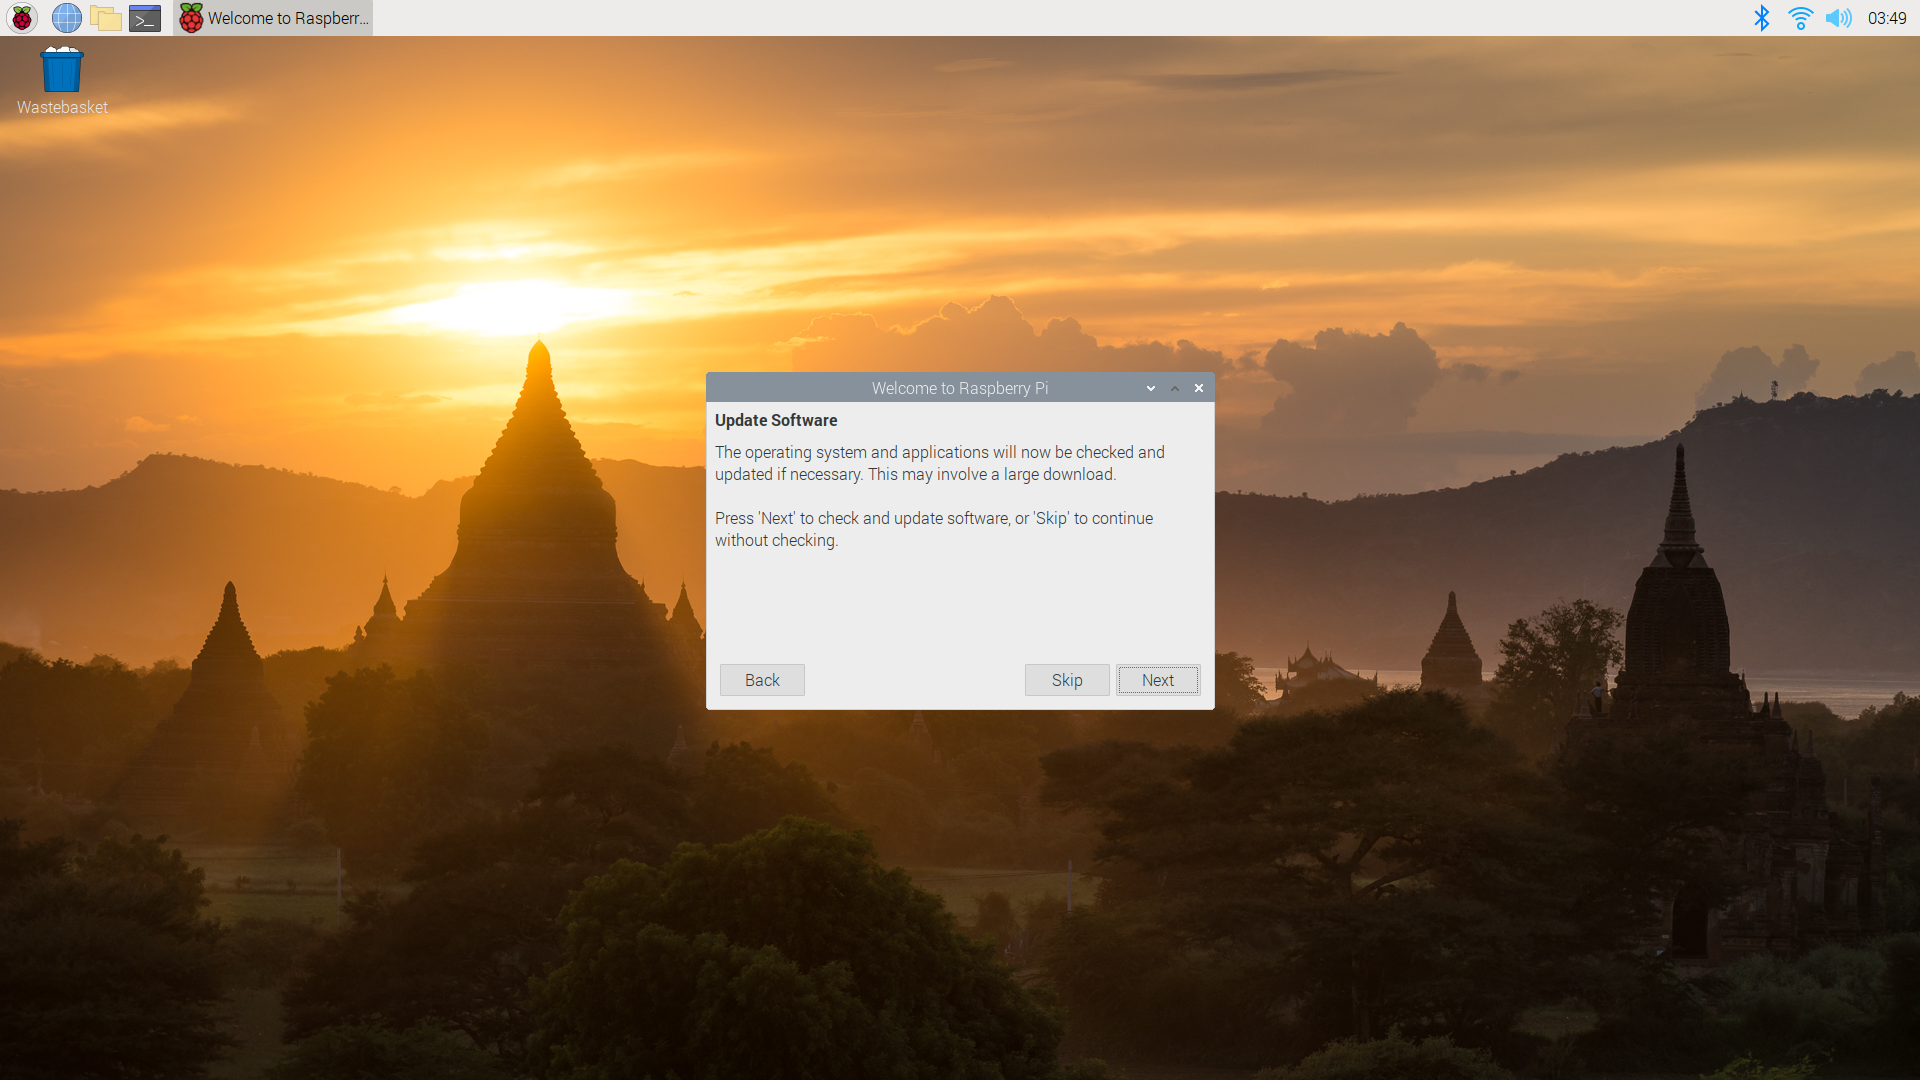 Welcome to Raspberr...
03:49
Wastebasket
Welcome to Raspberry Pi
Update Software
The operating system and applications will now be checked and
updated if necessary. This may involve a large download.
Press 'Next' to check and update software, or 'Skip' to continue
without checking.
Back
Skip
Next